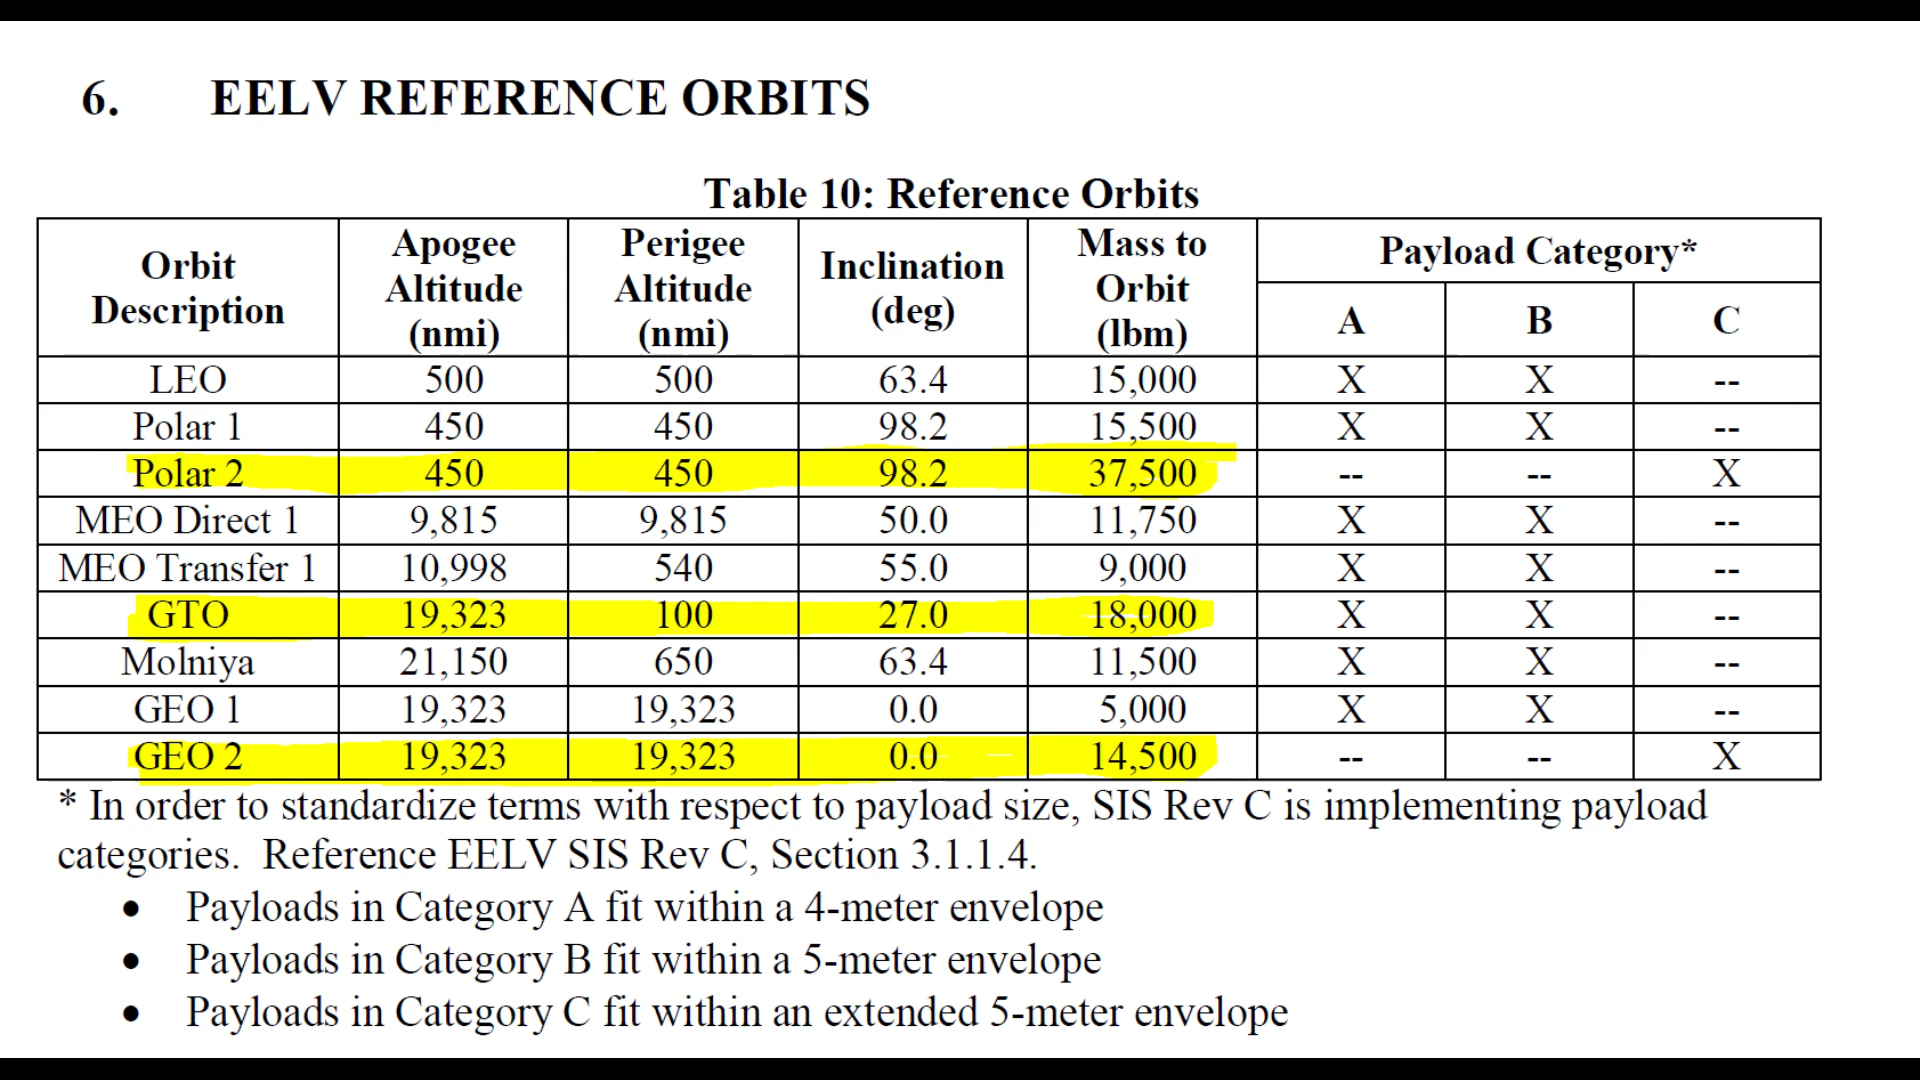 6. EELV REFERENCE ORBITS
Table 10: Reference Orbits
Orbit Description | Apogee Altitude (nmi) | Perigee Altitude (nmi) | Inclination (deg) | Mass to Orbit (lbm) | Payload Category*
A | B | C
LEO | 500 | 500 | 63.4 | 15,000 | X | X | --
Polar 1 | 450 | 450 | 98.2 | 15,500 | X | X | --
Polar 2 | 450 | 450 | 98.2 | 37,500 | -- | -- | X
MEO Direct 1 | 9,815 | 9,815 | 50.0 | 11,750 | X | X | --
MEO Transfer 1 | 10,998 | 540 | 55.0 | 9,000 | X | X | --
GTO | 19,323 | 100 | 27.0 | 18,000 | X | X | --
Molniya | 21,150 | 650 | 63.4 | 11,500 | X | X | --
GEO 1 | 19,323 | 19,323 | 0.0 | 5,000 | X | X | --
GEO 2 | 19,323 | 19,323 | 0.0 | 14,500 | -- | -- | X
* In order to standardize terms with respect to payload size, SIS Rev C is implementing payload
categories. Reference EELV SIS Rev C, Section 3.1.1.4.
• Payloads in Category A fit within a 4-meter envelope
• Payloads in Category B fit within a 5-meter envelope
• Payloads in Category C fit within an extended 5-meter envelope